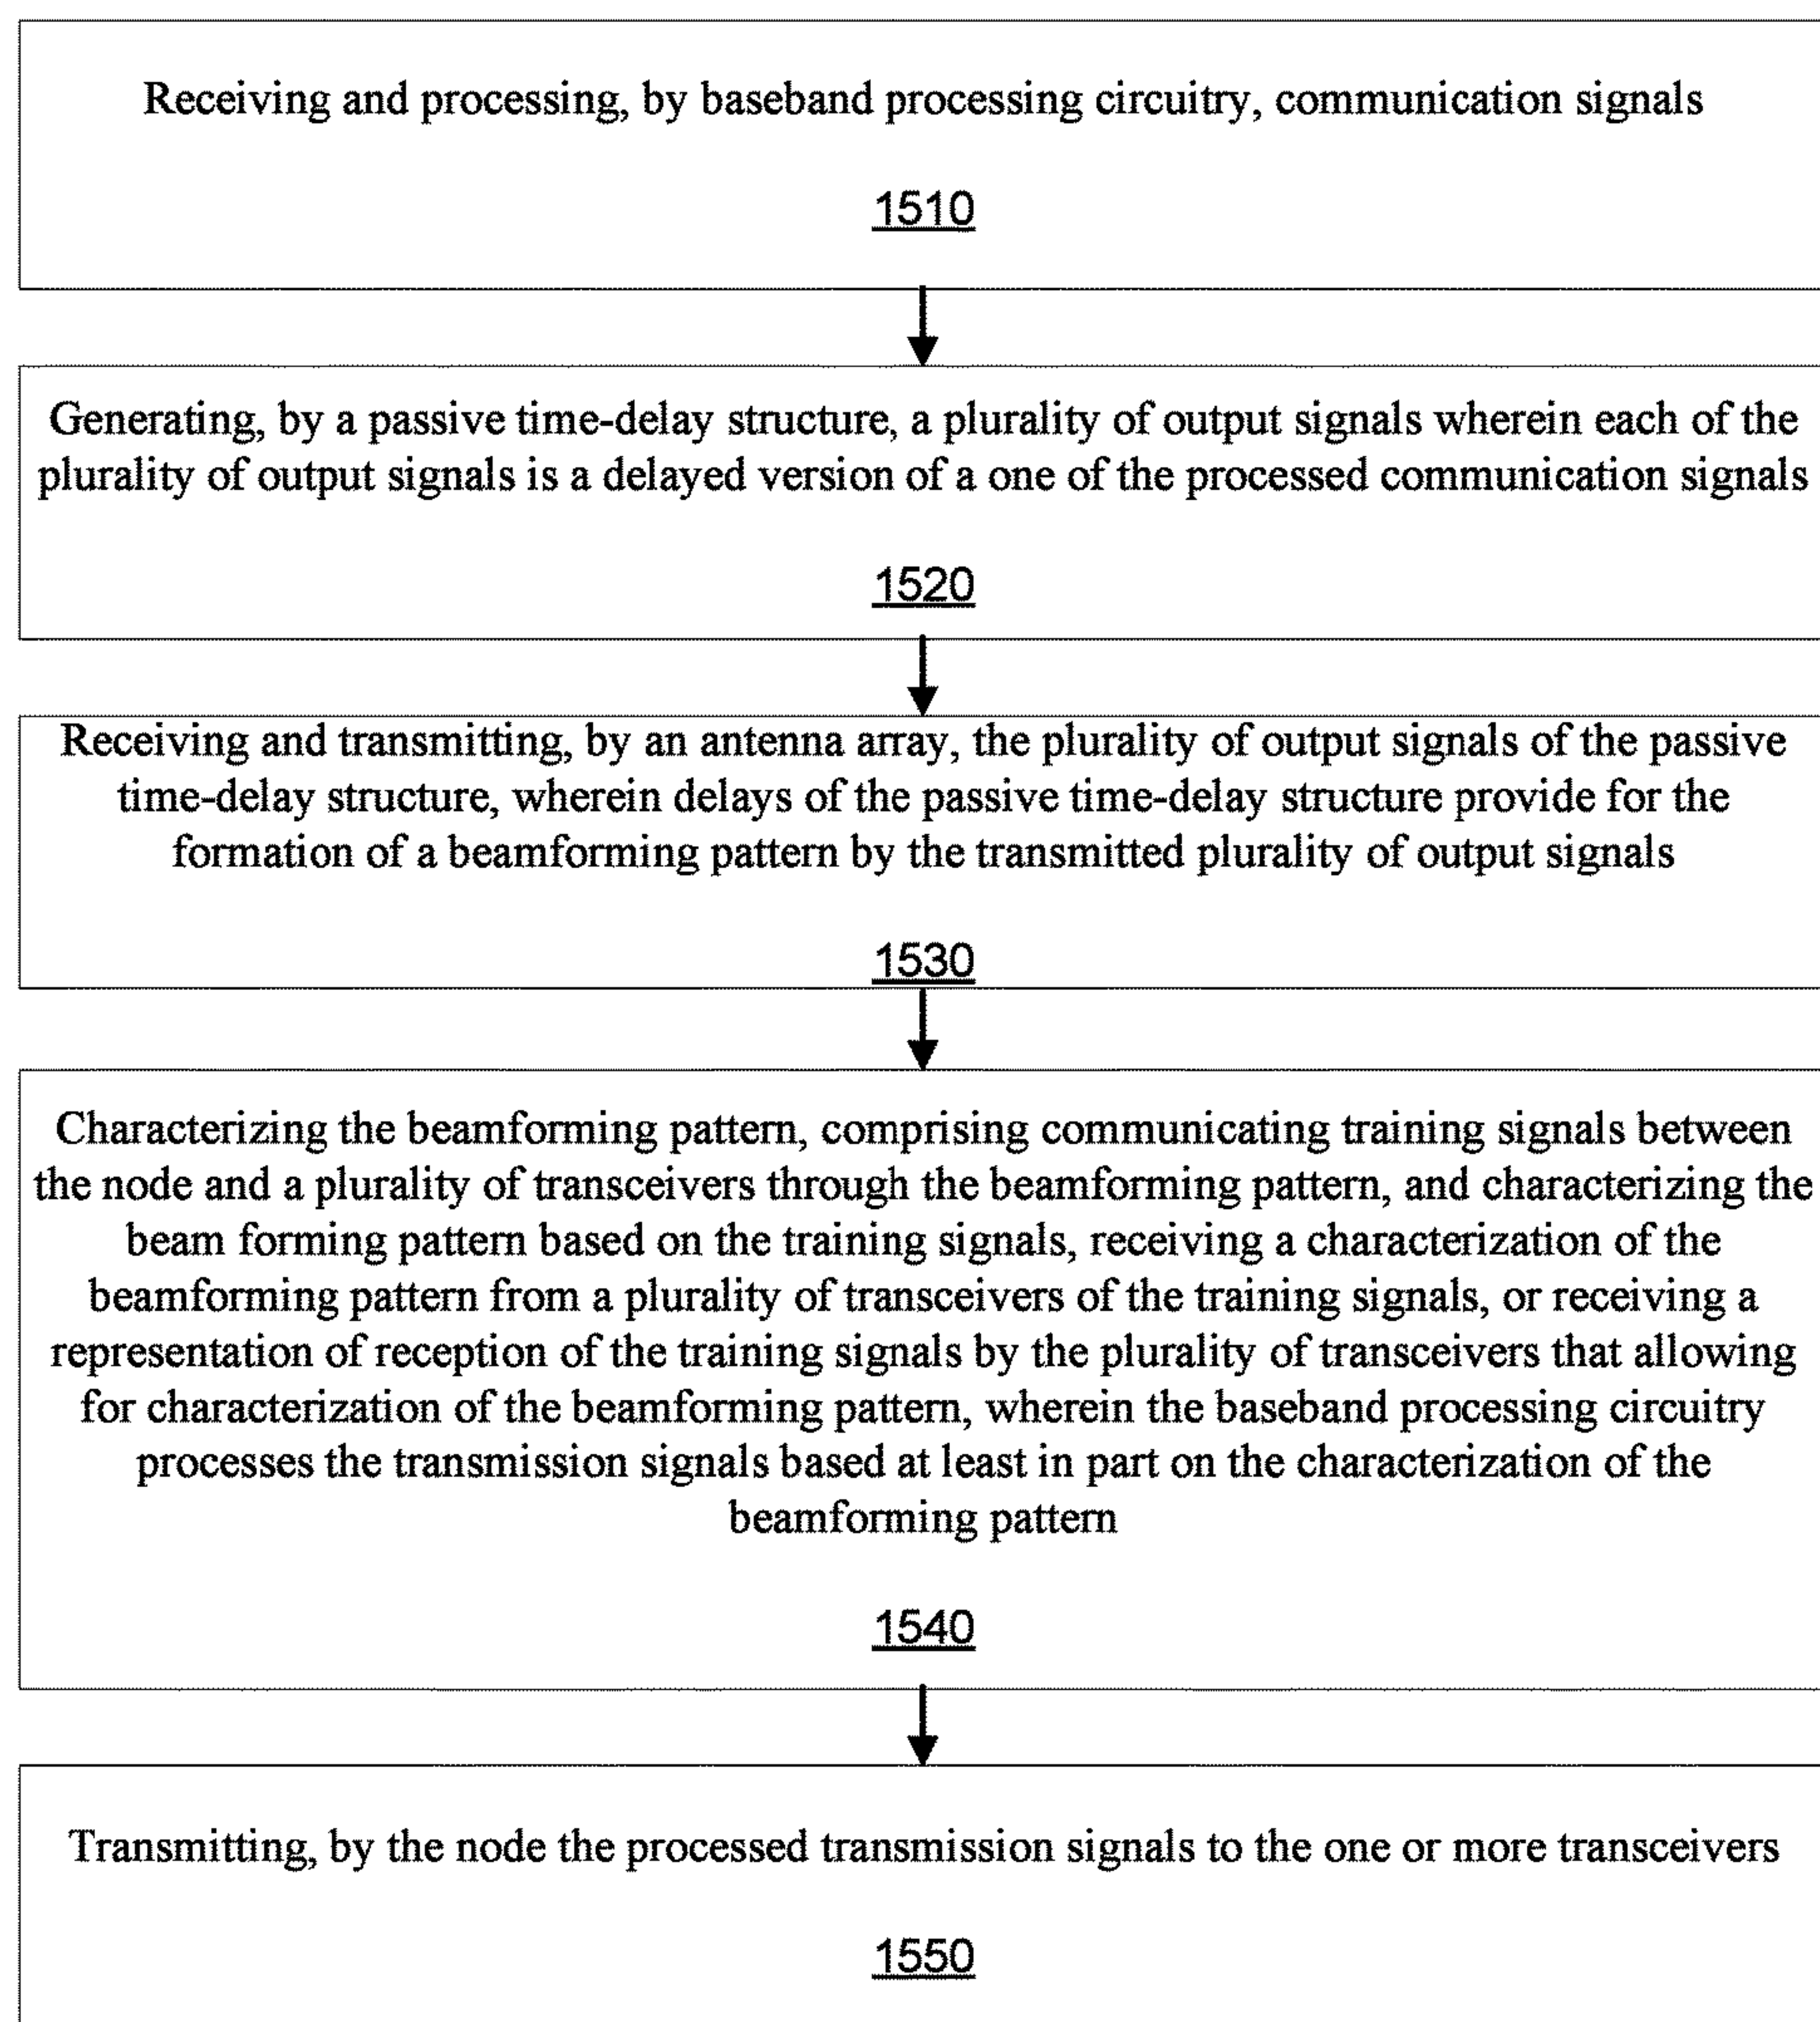 Receiving and processing, by baseband processing circuitry, communication signals
1510
Generating, by a passive time-delay structure, a plurality of output signals wherein each of the
plurality of output signals is a delayed version of a one of the processed communication signals
1520
Receiving and transmitting, by an antenna array, the plurality of output signals of the passive
time-delay structure, wherein delays of the passive time-delay structure provide for the
formation of a beamforming pattern by the transmitted plurality of output signals
1530
Characterizing the beamforming pattern, comprising communicating training signals between
the node and a plurality of transceivers through the beamforming pattern, and characterizing the
beam forming pattern based on the training signals, receiving a characterization of the
beamforming pattern from a plurality of transceivers of the training signals, or receiving a
representation of reception of the training signals by the plurality of transceivers that allowing
for characterization of the beamforming pattern, wherein the baseband processing circuitry
processes the transmission signals based at least in part on the characterization of the
beamforming pattern
1540
Transmitting, by the node the processed transmission signals to the one or more transceivers
1550